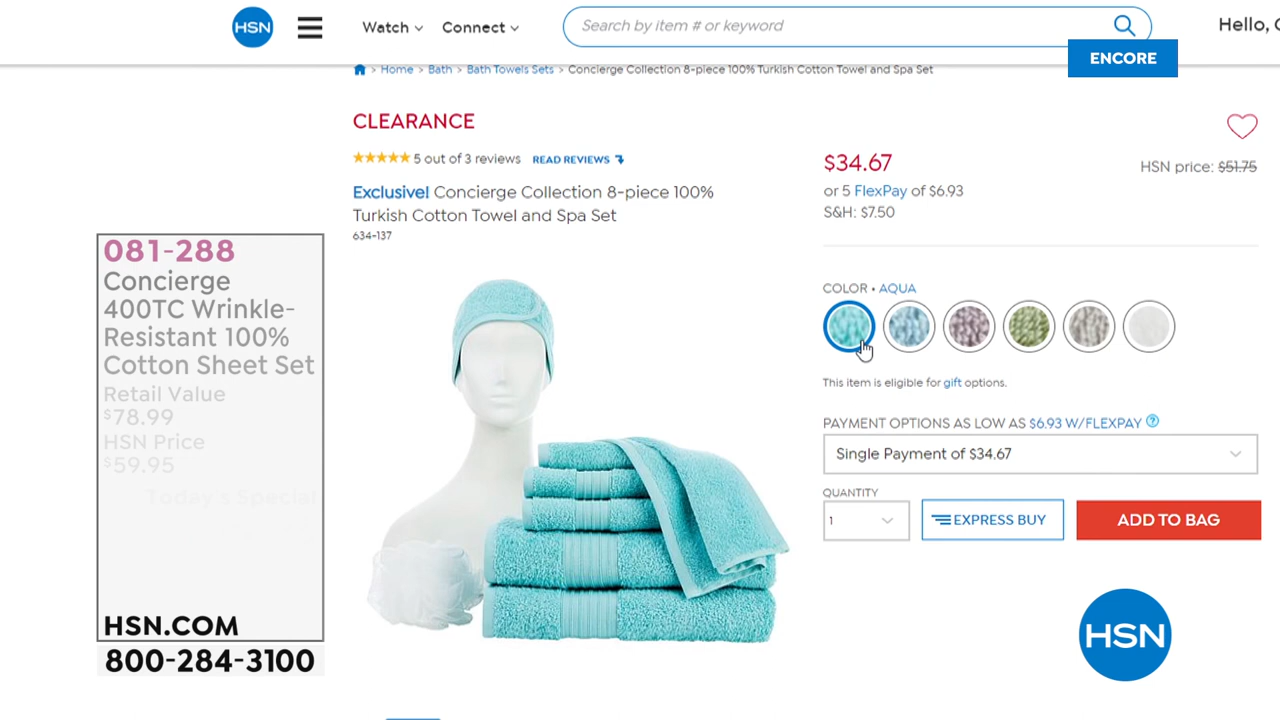 HSN
Watch
Connect
Search by item # or keyword
Hello,
ENCORE
> Home > Bath > Bath Towels Sets > Concierge Collection 8-piece 100% Turkish Cotton Towel and Spa Set
CLEARANCE
5 out of 3 reviews READ REVIEWS
Exclusive! Concierge Collection 8-piece 100%
Turkish Cotton Towel and Spa Set
634-137
$34.67
HSN price: $51.75
or 5 FlexPay of $6.93
S&H: $7.50
COLOR • AQUA
This item is eligible for gift options.
PAYMENT OPTIONS AS LOW AS $6.93 W/FLEXPAY ?
Single Payment of $34.67
QUANTITY
1
EXPRESS BUY
ADD TO BAG
081-288
Concierge
400TC Wrinkle-
Resistant 100%
Cotton Sheet Set
Retail Value
$78.99
HSN Price
$59.95
Today's Special
HSN.COM
800-284-3100
HSN